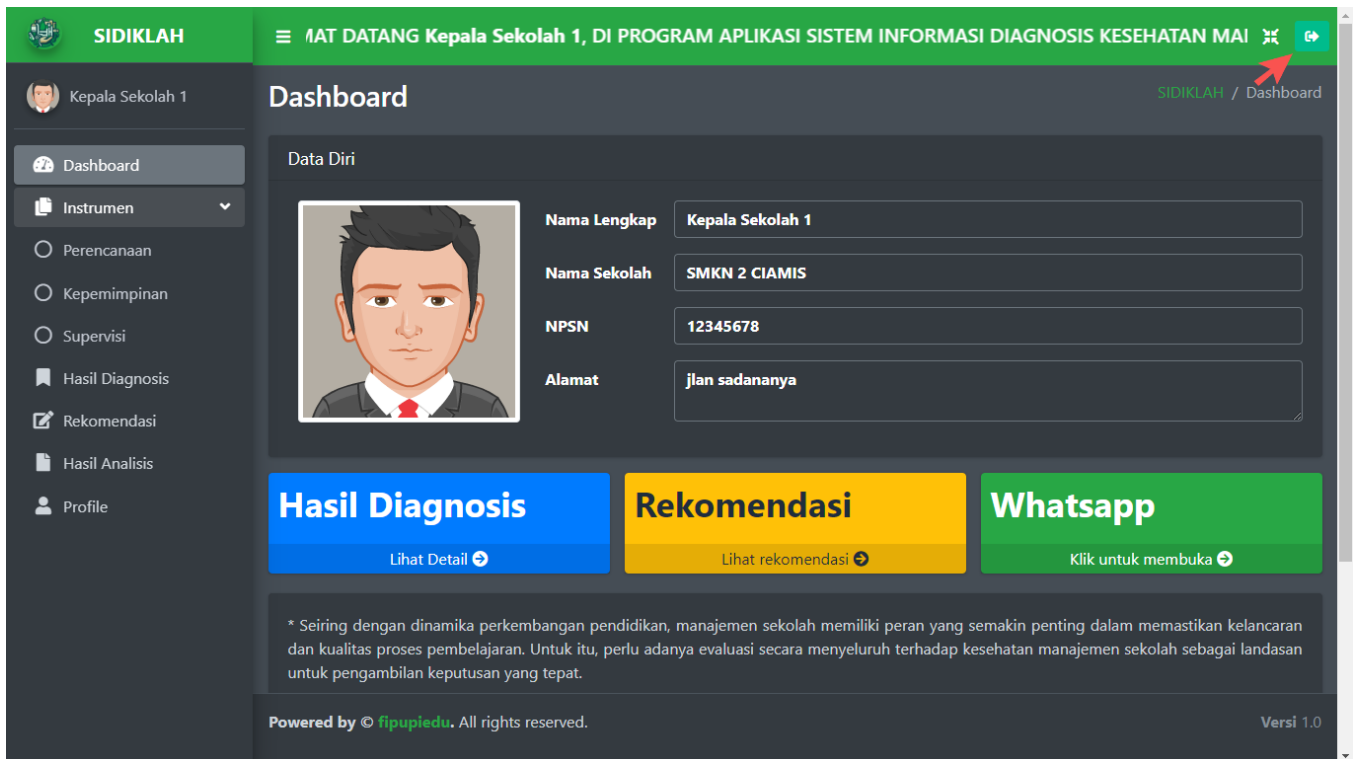 SIDIKLAH
MAT DATANG Kepala Sekolah 1, DI PROGRAM APLIKASI SISTEM INFORMASI DIAGNOSIS KESEHATAN MAI
Kepala Sekolah 1
Dashboard
SIDIKLAH / Dashboard
Dashboard
Instrumen
Perencanaan
Kepemimpinan
Supervisi
Hasil Diagnosis
Rekomendasi
Hasil Analisis
Profile
Data Diri
Nama Lengkap Kepala Sekolah 1
Nama Sekolah SMKN 2 CIAMIS
NPSN 12345678
Alamat jlan sadananya
Hasil Diagnosis
Lihat Detail
Rekomendasi
Lihat rekomendasi
Whatsapp
Klik untuk membuka
* Seiring dengan dinamika perkembangan pendidikan, manajemen sekolah memiliki peran yang semakin penting dalam memastikan kelancaran
dan kualitas proses pembelajaran. Untuk itu, perlu adanya evaluasi secara menyeluruh terhadap kesehatan manajemen sekolah sebagai landasan
untuk pengambilan keputusan yang tepat.
Powered by © fipupiedu. All rights reserved.
Versi 1.0